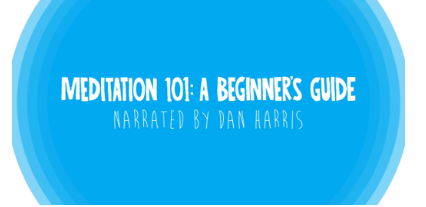 MEDITATION 101: A BEGINNER'S GUIDE
NARRATED BY DAN HARRIS